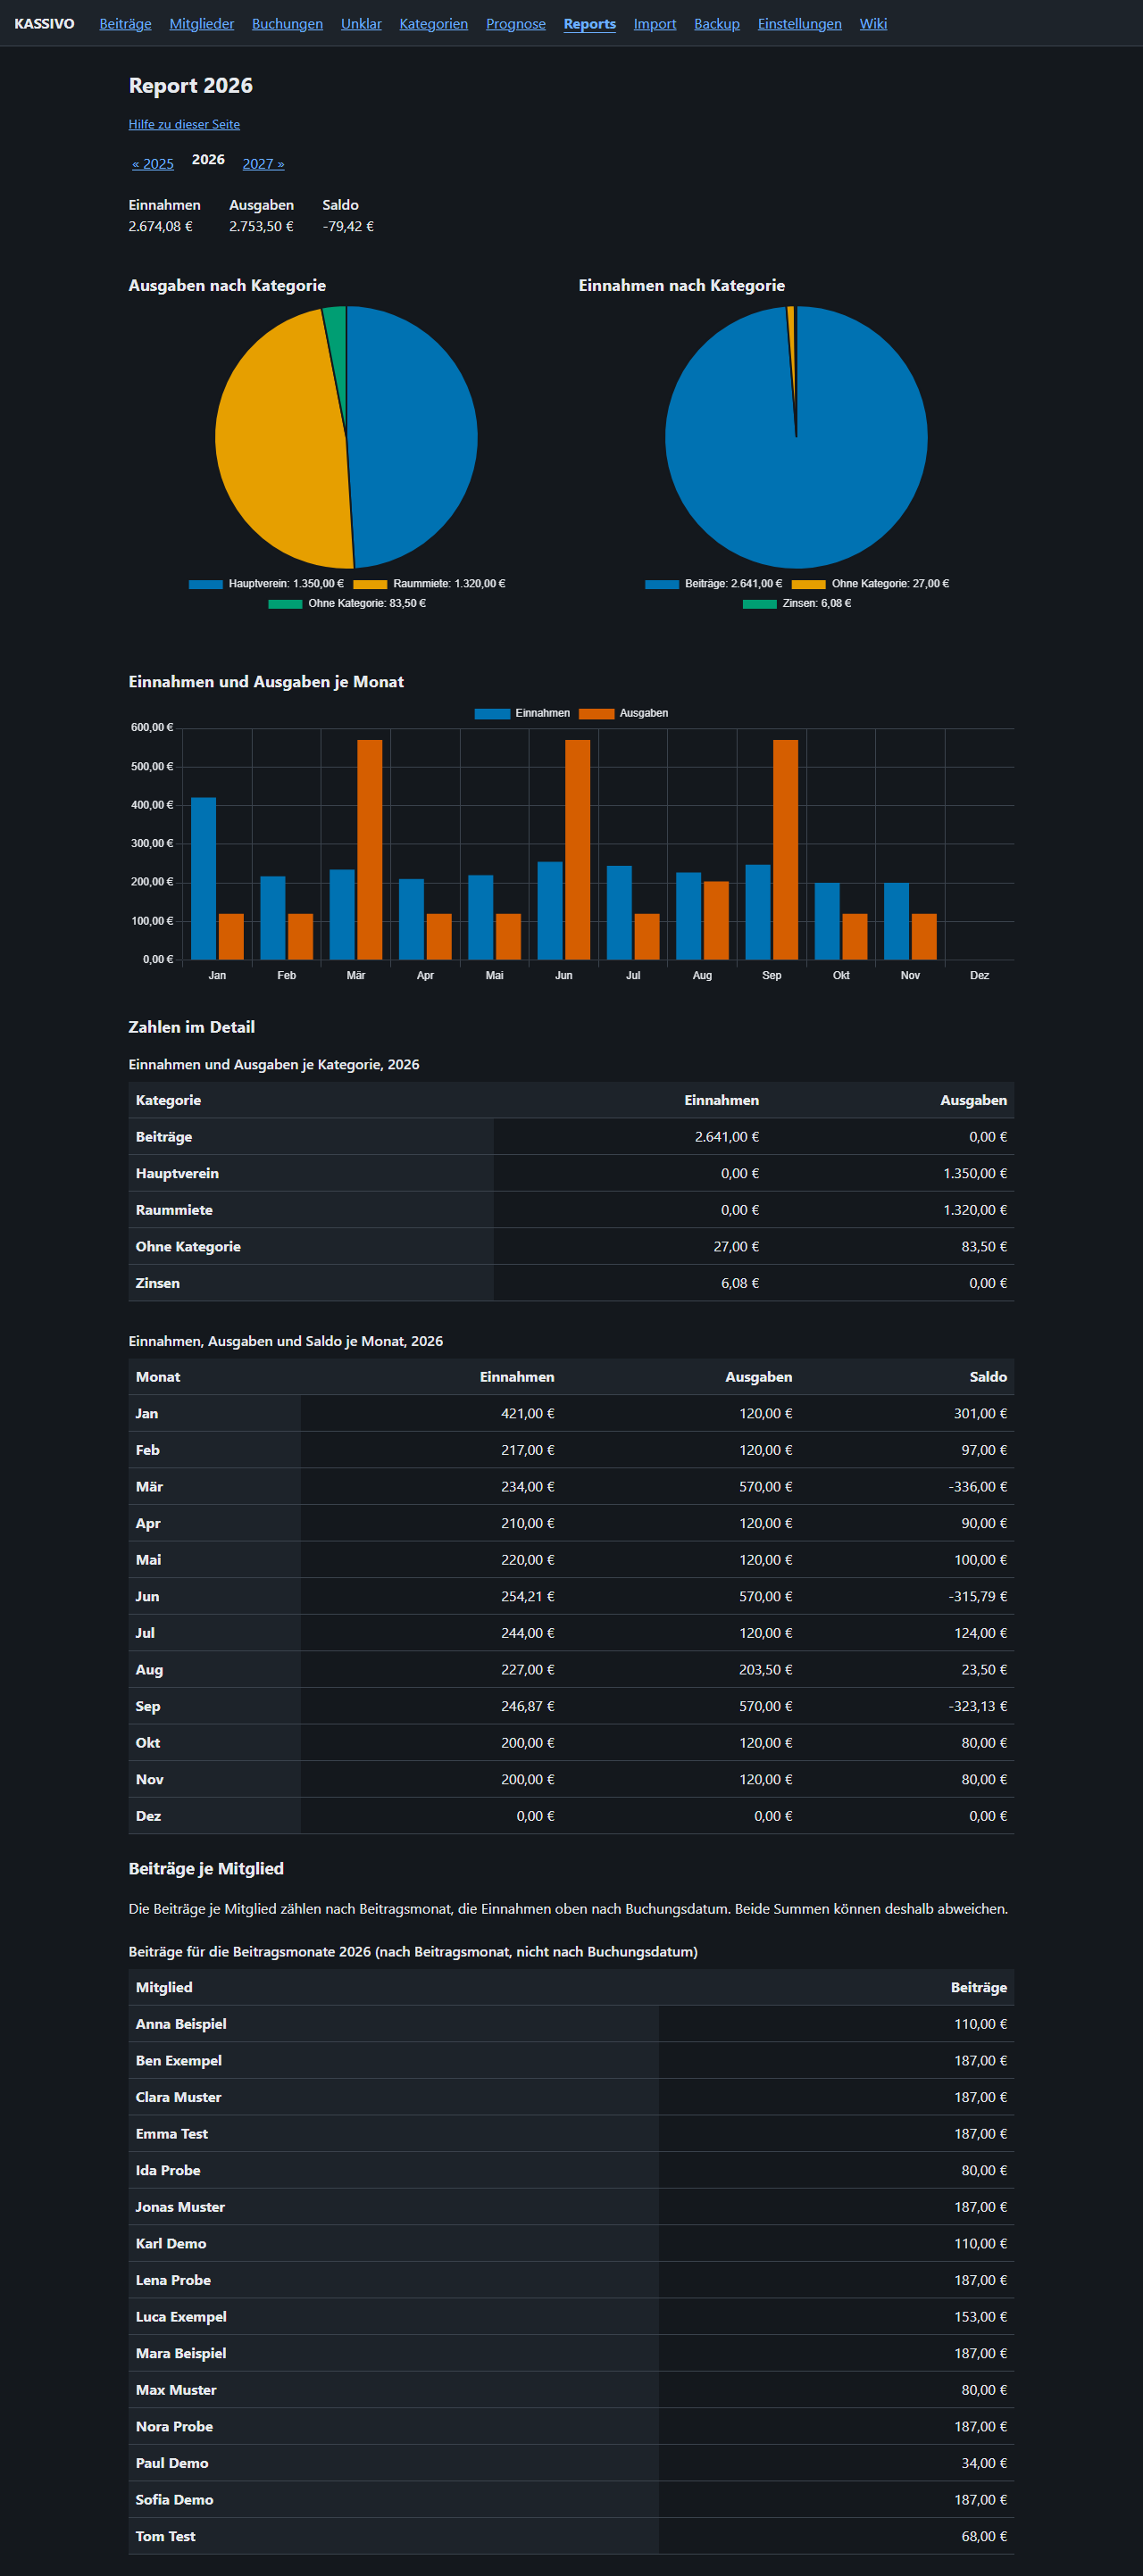 KASSIVO Beiträge Mitglieder Buchungen Unklar Kategorien Prognose Reports Import Backup Einstellungen Wiki
Report 2026
Hilfe zu dieser Seite
« 2025 2026 2027 »
Einnahmen Ausgaben Saldo
2.674,08 € 2.753,50 € -79,42 €
Ausgaben nach Kategorie
Hauptverein: 1.350,00 € Raummiete: 1.320,00 €
Ohne Kategorie: 83,50 €
Einnahmen nach Kategorie
Beiträge: 2.641,00 € Ohne Kategorie: 27,00 €
Zinsen: 6,08 €
Einnahmen und Ausgaben je Monat
Einnahmen Ausgaben
600,00 €
500,00 €
400,00 €
300,00 €
200,00 €
100,00 €
0,00 €
Jan Feb Mär Apr Mai Jun Jul Aug Sep Okt Nov Dez
Zahlen im Detail
Einnahmen und Ausgaben je Kategorie, 2026
Kategorie Einnahmen Ausgaben
Beiträge 2.641,00 € 0,00 €
Hauptverein 0,00 € 1.350,00 €
Raummiete 0,00 € 1.320,00 €
Ohne Kategorie 27,00 € 83,50 €
Zinsen 6,08 € 0,00 €
Einnahmen, Ausgaben und Saldo je Monat, 2026
Monat Einnahmen Ausgaben Saldo
Jan 421,00 € 120,00 € 301,00 €
Feb 217,00 € 120,00 € 97,00 €
Mär 234,00 € 570,00 € -336,00 €
Apr 210,00 € 120,00 € 90,00 €
Mai 220,00 € 120,00 € 100,00 €
Jun 254,21 € 570,00 € -315,79 €
Jul 244,00 € 120,00 € 124,00 €
Aug 227,00 € 203,50 € 23,50 €
Sep 246,87 € 570,00 € -323,13 €
Okt 200,00 € 120,00 € 80,00 €
Nov 200,00 € 120,00 € 80,00 €
Dez 0,00 € 0,00 € 0,00 €
Beiträge je Mitglied
Die Beiträge je Mitglied zählen nach Beitragsmonat, die Einnahmen oben nach Buchungsdatum. Beide Summen können deshalb abweichen.
Beiträge für die Beitragsmonate 2026 (nach Beitragsmonat, nicht nach Buchungsdatum)
Mitglied Beiträge
Anna Beispiel 110,00 €
Ben Exempel 187,00 €
Clara Muster 187,00 €
Emma Test 187,00 €
Ida Probe 80,00 €
Jonas Muster 187,00 €
Karl Demo 110,00 €
Lena Probe 187,00 €
Luca Exempel 153,00 €
Mara Beispiel 187,00 €
Max Muster 80,00 €
Nora Probe 187,00 €
Paul Demo 34,00 €
Sofia Demo 187,00 €
Tom Test 68,00 €